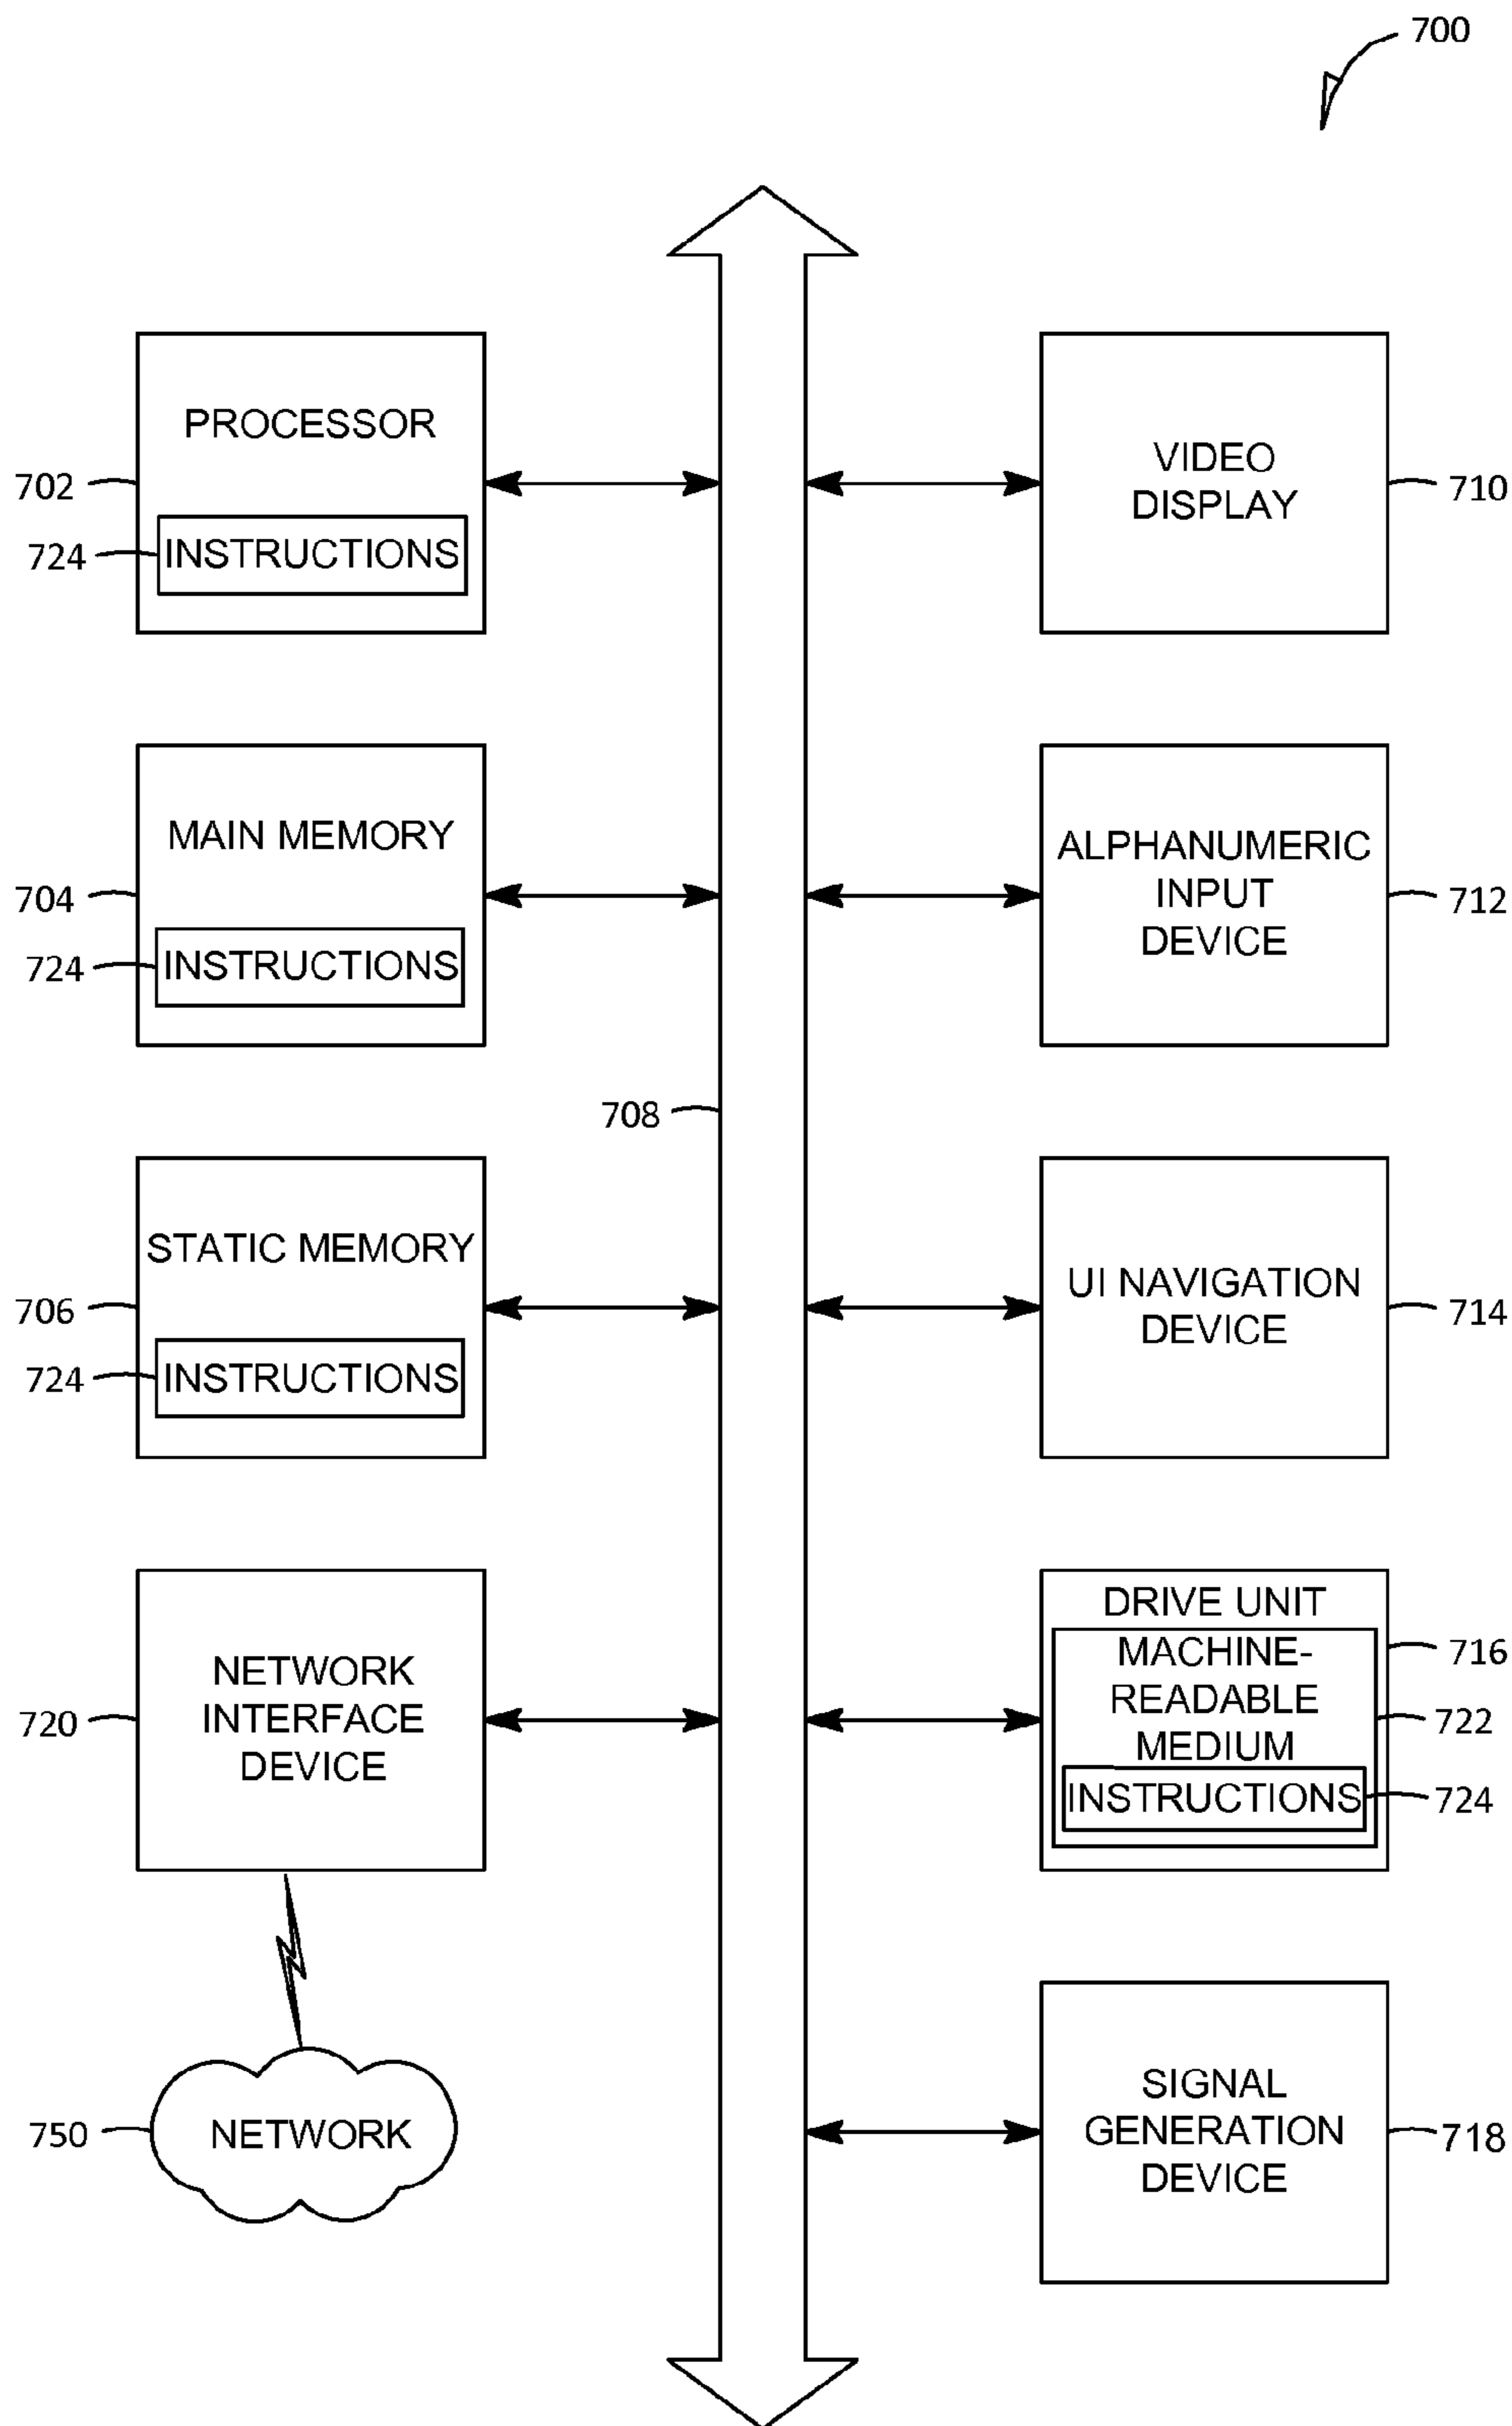 700
PROCESSOR
702
724
INSTRUCTIONS
VIDEO
DISPLAY
710
MAIN MEMORY
704
724
INSTRUCTIONS
ALPHANUMERIC
INPUT
DEVICE
712
708
STATIC MEMORY
706
724
INSTRUCTIONS
UI NAVIGATION
DEVICE
714
NETWORK
INTERFACE
DEVICE
720
DRIVE UNIT
716
MACHINE-
READABLE
MEDIUM
722
INSTRUCTIONS
724
750
NETWORK
SIGNAL
GENERATION
DEVICE
718